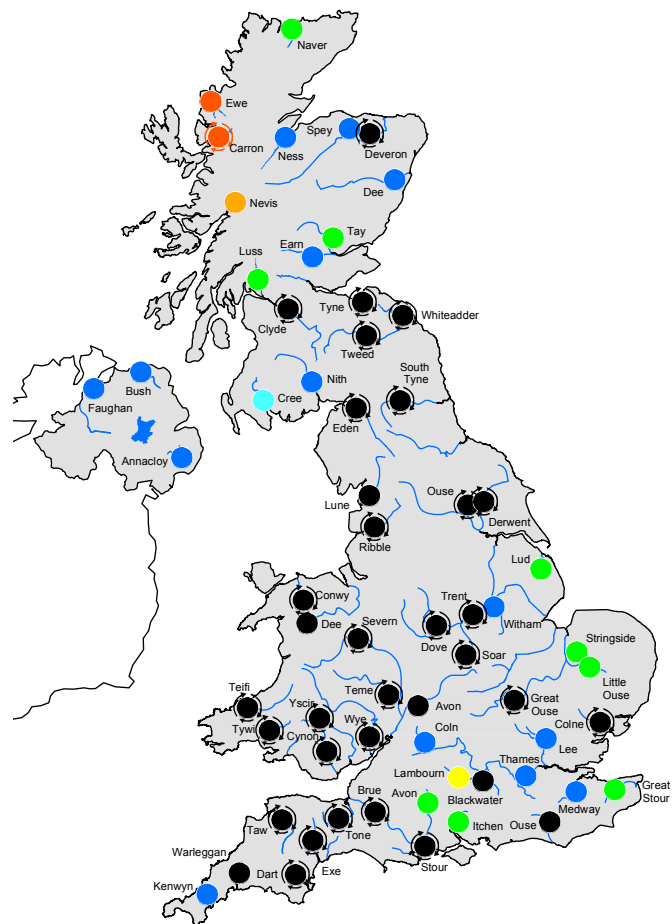 Naver
Ewe
Spey
Carron
Ness
Deveron
Dee
Nevis
Tay
Earn
Luss
Tyne
Whiteadder
Clyde
Tweed
South
Tyne
Nith
Bush
Faughan
Cree
Eden
Annacloy
Ouse
Lune
Derwent
Ribble
Lud
Conwy
Trent
Dee
Severn
Witham
Stringside
Dove
Soar
Little
Ouse
Teme
Teifi
Yscir
Avon
Great
Ouse
Colne
Tywi
Wye
Cynon
Coln
Lee
Thames
Lambourn
Great
Stour
Blackwater
Brue
Avon
Medway
Taw
Tone
Itchen
Ouse
Warleggan
Stour
Dart
Exe
Kenwyn